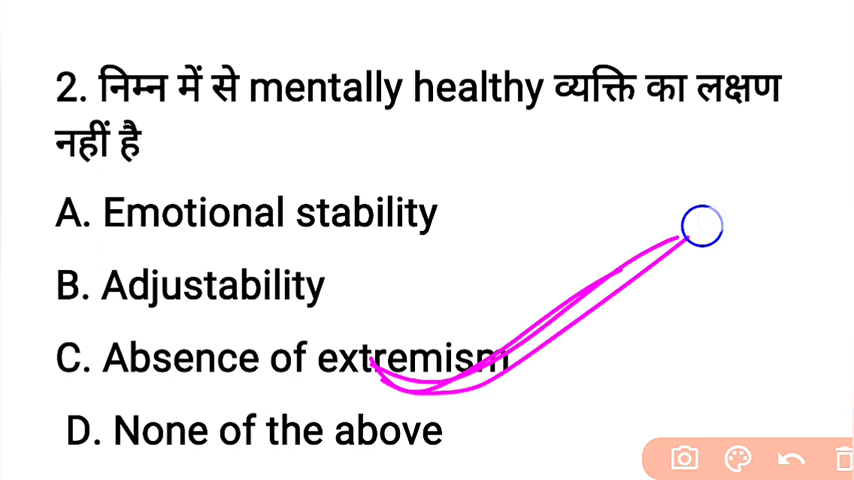 2. निम्न में से mentally healthy व्यक्ति का लक्षण
नहीं है
A. Emotional stability
B. Adjustability
C. Absence of extremism
D. None of the above